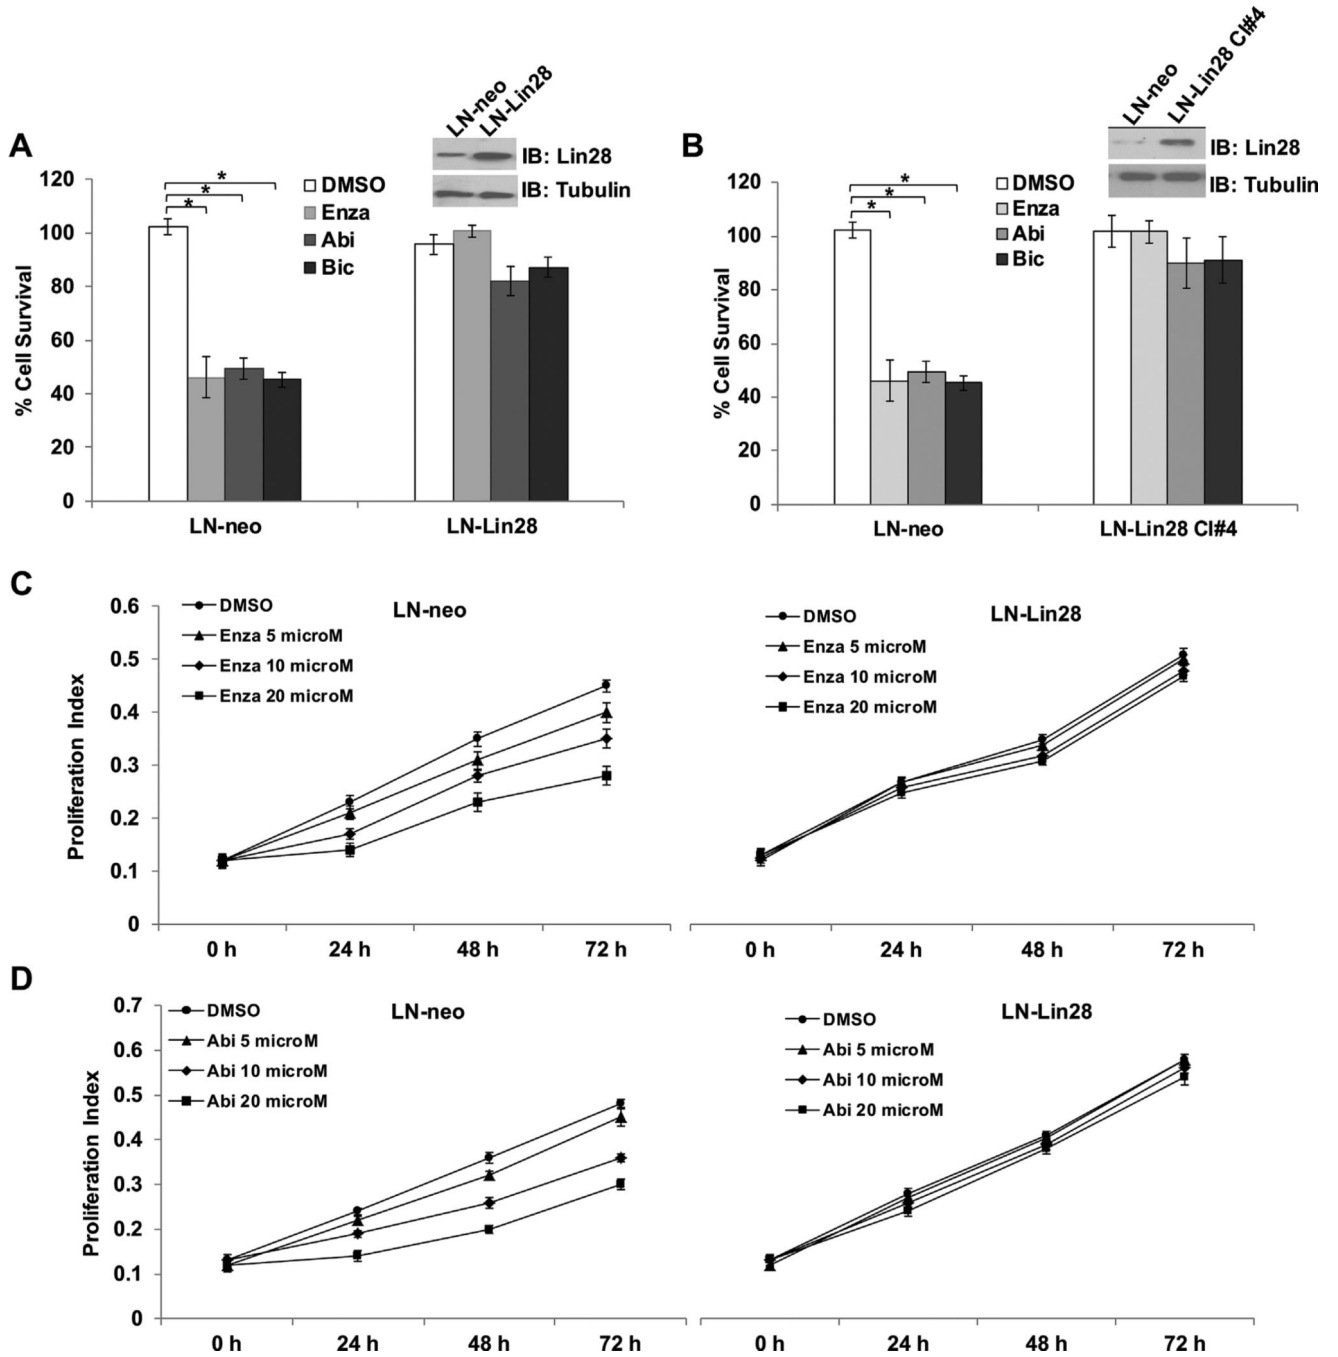 A
LN-neo
LN-Lin28
IB: Lin28
IB: Tubulin
120
100
80
60
40
20
0
% Cell Survival
*
*
*
DMSO
Enza
Abi
Bic
LN-neo
LN-Lin28
B
LN-neo
LN-Lin28 Cl#4
IB: Lin28
IB: Tubulin
120
100
80
60
40
20
0
% Cell Survival
*
*
*
DMSO
Enza
Abi
Bic
LN-neo
LN-Lin28 Cl#4
C
0.6
0.5
0.4
0.3
0.2
0.1
0
Proliferation Index
DMSO
Enza 5 microM
Enza 10 microM
Enza 20 microM
LN-neo
0 h
24 h
48 h
72 h
DMSO
Enza 5 microM
Enza 10 microM
Enza 20 microM
LN-Lin28
0 h
24 h
48 h
72 h
D
0.7
0.6
0.5
0.4
0.3
0.2
0.1
0
Proliferation Index
DMSO
Abi 5 microM
Abi 10 microM
Abi 20 microM
LN-neo
0 h
24 h
48 h
72 h
DMSO
Abi 5 microM
Abi 10 microM
Abi 20 microM
LN-Lin28
0 h
24 h
48 h
72 h